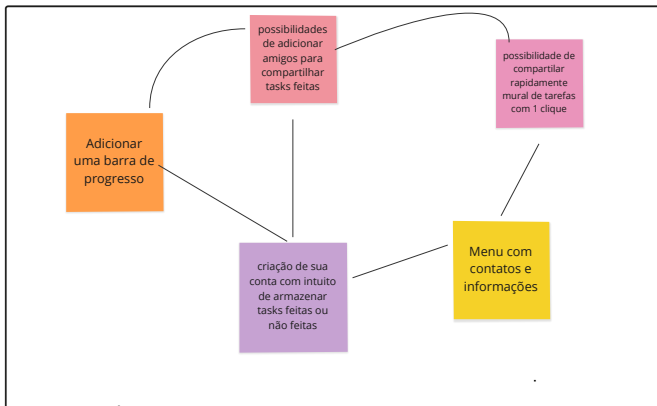 possibilidades
de adicionar
amigos para
compartilhar
tasks feitas
possibilidade de
compartilar
rapidamente
mural de tarefas
com 1 clique
Adicionar
uma barra de
progresso
criação de sua
conta com intuito
de armazenar
tasks feitas ou
não feitas
Menu com
contatos e
informações